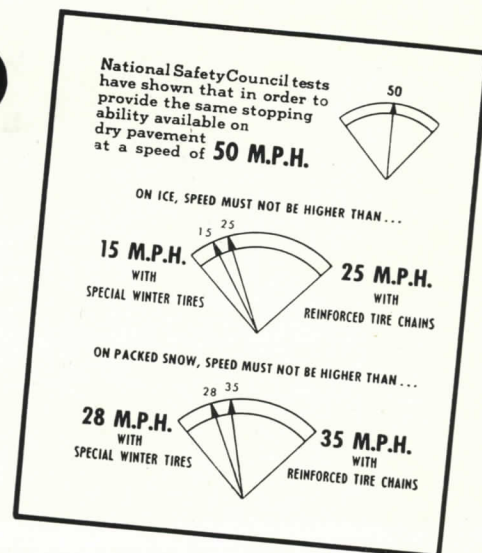 National Safety Council tests
have shown that in order to
provide the same stopping
ability available on
dry pavement
at a speed of 50 M.P.H.
50
ON ICE, SPEED MUST NOT BE HIGHER THAN...
15 25
15 M.P.H.
WITH
SPECIAL WINTER TIRES
25 M.P.H.
WITH
REINFORCED TIRE CHAINS
ON PACKED SNOW, SPEED MUST NOT BE HIGHER THAN...
28 35
28 M.P.H.
WITH
SPECIAL WINTER TIRES
35 M.P.H.
WITH
REINFORCED TIRE CHAINS